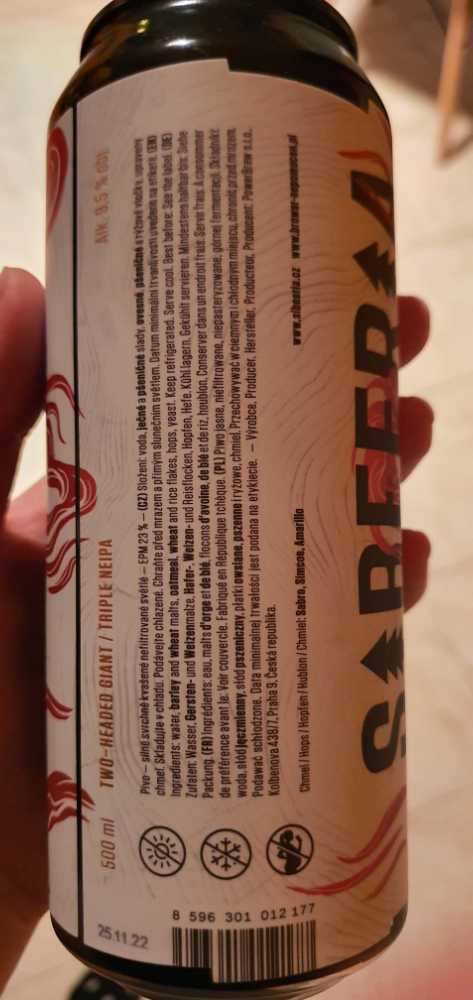 500 ml TWO-HEADED GIANT / TRIPLE NEIPA Alk. 9,5 % obj.
Pivo – silné svrchně kvašené nefiltrované světlé – EPM 23 % – (CZ) Složení: voda, ječné a pšeničné slady, ovesné, pšeničné a rýžové vločky, upravený
chmel. Skladujte v chladu. Podávejte chlazené. Chraňte před mrazem a přímým slunečním světlem. Datum minimální trvanlivosti uvedeno na etiketě. (EN)
Ingredients: water, barley and wheat malts, oatmeal, wheat and rice flakes, hops, yeast. Keep refrigerated. Serve cool. Best before: See the label. (DE)
Zutaten: Wasser, Gersten- und Weizenmalze, Hafer-, Weizen- und Reisflocken, Hopfen, Hefe. Kühl lagern. Gekühlt servieren. Mindestens haltbar bis: Siehe
Packung. (FR) Ingrédients: eau, malts d'orge et de blé, flocons d'avoine, de blé et de riz, houblon. Conserver dans un endroit frais. Servir frais. À consommer
de préférence avant le: Voir couvercle. Fabriqué en République tchèque. (PL) Piwo jasne, niefiltrowane, niepasteryzowane, górnej fermentacji. Składniki:
woda, słód jęczmienny, słód pszeniczny, płatki owsiane, pszenne i ryżowe, chmiel. Przechowywać w ciemnym i chłodnym miejscu, chronić przed mrozem.
Podawać schłodzone. Data minimalnej trwałości jest podana na etykiecie. – Výrobce, Producer, Hersteller, Producteur, Producent: PowerBrew s.r.o.,
Kolbenova 438/7, Praha 9, Česká republika.
Chmel / Hops / Hopfen / Hublon / Chmiel: Sabro, Simcoe, Amarillo
www.sibeeria.cz www.browar-nepomucen.pl
SIBEERIA
25.11.22
8 596 301 012 177